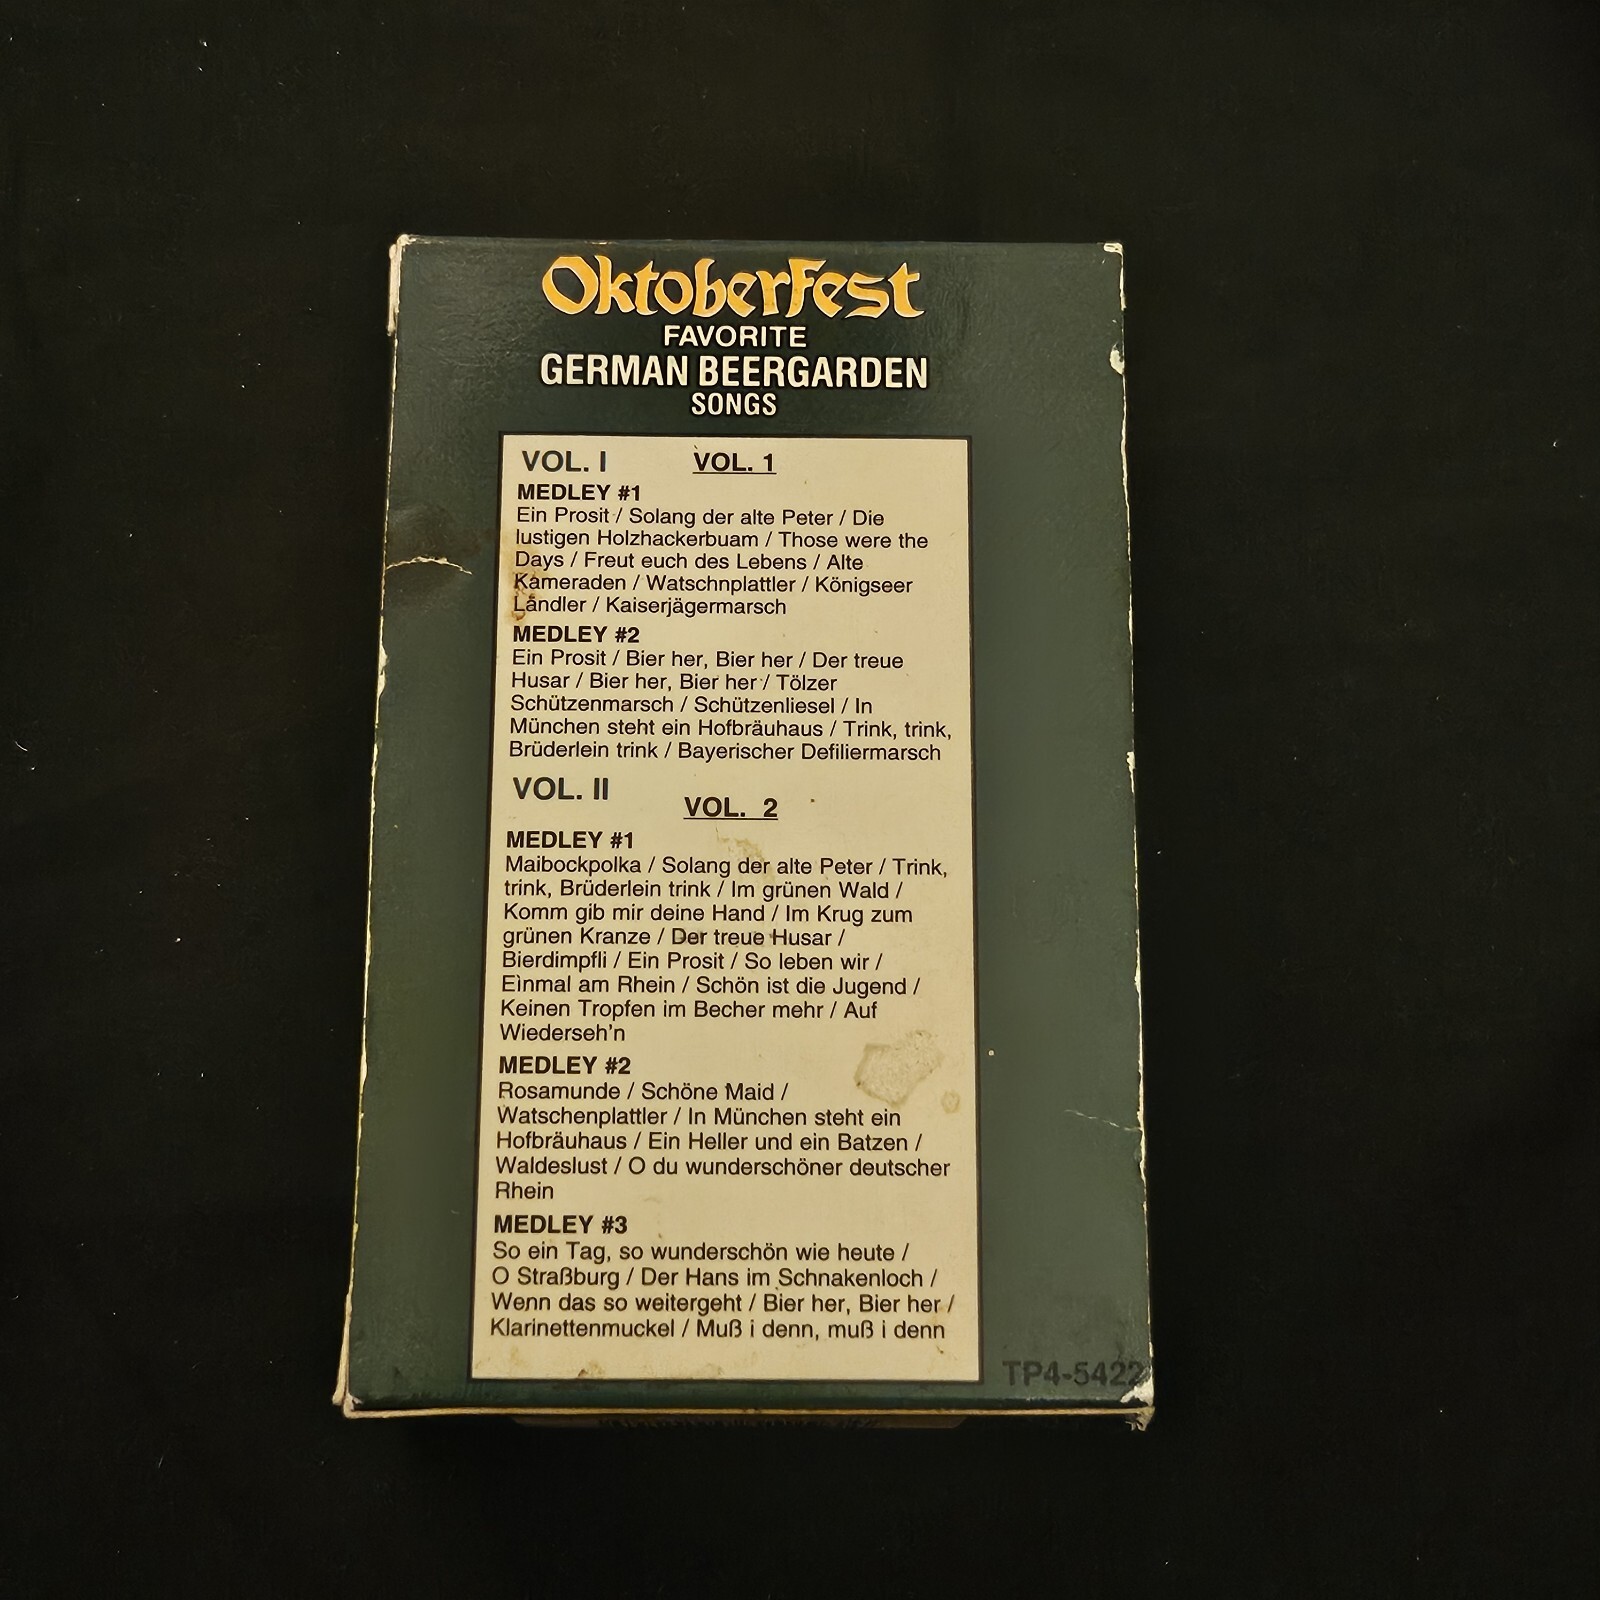 Oktoberfest
FAVORITE
GERMAN BEERGARDEN
SONGS
VOL. I VOL. 1
MEDLEY #1
Ein Prosit / Solang der alte Peter / Die
lustigen Holzhackerbuam / Those were the
Days / Freut euch des Lebens / Alte
Kameraden / Watschnplattler / Königseer
Ländler / Kaiserjägermarsch
MEDLEY #2
Ein Prosit / Bier her, Bier her / Der treue
Husar / Bier her, Bier her / Tölzer
Schützenmarsch / Schützenliesel / In
München steht ein Hofbräuhaus / Trink, trink,
Brüderlein trink / Bayerischer Defiliermarsch
VOL. II
VOL. 2
MEDLEY #1
Maibockpolka / Solang der alte Peter / Trink,
trink, Brüderlein trink / Im grünen Wald /
Komm gib mir deine Hand / Im Krug zum
grünen Kranze / Der treue Husar /
Bierdimpfli / Ein Prosit / So leben wir /
Einmal am Rhein / Schön ist die Jugend /
Keinen Tropfen im Becher mehr / Auf
Wiederseh'n
MEDLEY #2
Rosamunde / Schöne Maid /
Watschenplattler / In München steht ein
Hofbräuhaus / Ein Heller und ein Batzen /
Waldeslust / O du wunderschöner deutscher
Rhein
MEDLEY #3
So ein Tag, so wunderschön wie heute /
O Straßburg / Der Hans im Schnakenloch /
Wenn das so weitergeht / Bier her, Bier her /
Klarinettenmuckel / Muß i denn, muß i denn
TP4-5422